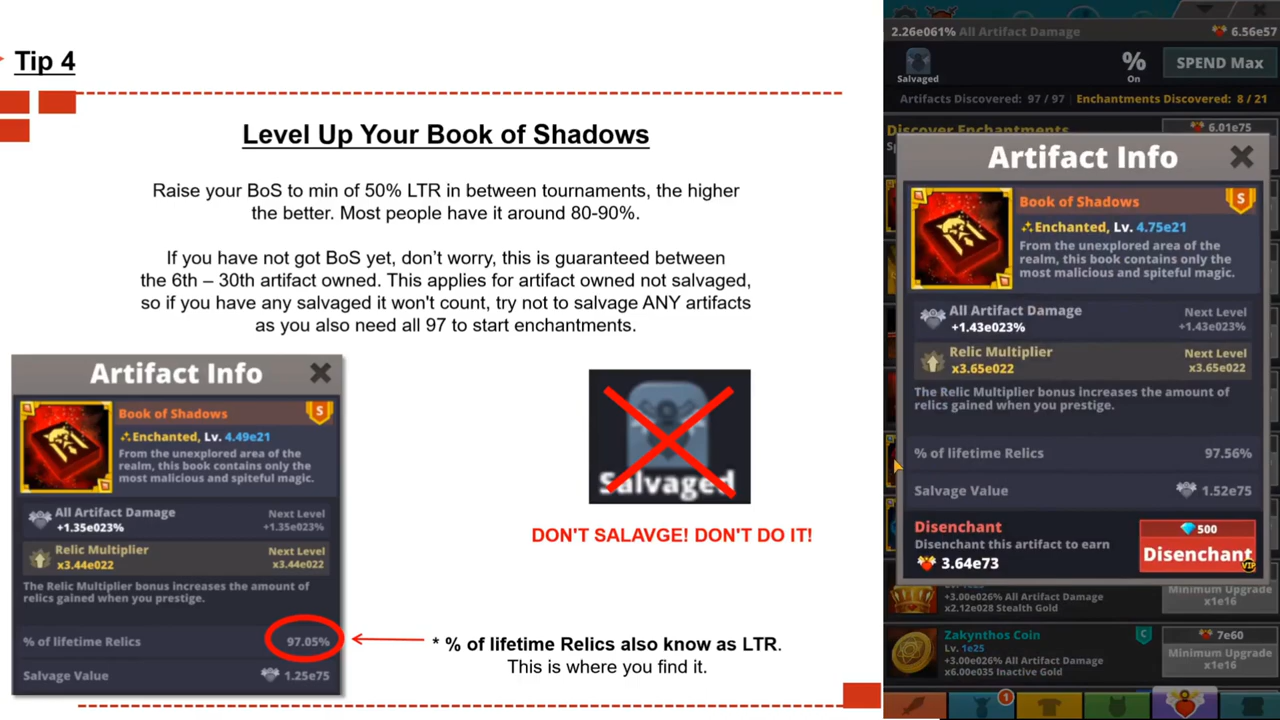 Tip 4
Level Up Your Book of Shadows
Raise your BoS to min of 50% LTR in between tournaments, the higher
the better. Most people have it around 80-90%.
If you have not got BoS yet, don't worry, this is guaranteed between
the 6th – 30th artifact owned. This applies for artifact owned not salvaged,
so if you have any salvaged it won't count, try not to salvage ANY artifacts
as you also need all 97 to start enchantments.
Artifact Info
Book of Shadows
S
Enchanted, Lv. 4.49e21
From the unexplored area of the
realm, this book contains only the
most malicious and spiteful magic.
All Artifact Damage Next Level
+1.35e023% +1.35e023%
Relic Multiplier Next Level
x3.44e022 x3.44e022
The Relic Multiplier bonus increases the amount of
relics gained when you prestige.
% of lifetime Relics 97.05%
Salvage Value 1.25e75
Salvaged
DON'T SALAVGE! DON'T DO IT!
* % of lifetime Relics also know as LTR.
This is where you find it.
2.26e061% All Artifact Damage 6.56e57
Salvaged
%
On
SPEND Max
Artifacts Discovered: 97 / 97 | Enchantments Discovered: 8 / 21
Discover Enchantments 6.01e75
Artifact Info
Book of Shadows
S
Enchanted, Lv. 4.75e21
From the unexplored area of the
realm, this book contains only the
most malicious and spiteful magic.
All Artifact Damage Next Level
+1.43e023% +1.43e023%
Relic Multiplier Next Level
x3.65e022 x3.65e022
The Relic Multiplier bonus increases the amount of
relics gained when you prestige.
% of lifetime Relics 97.56%
Salvage Value 1.52e75
Disenchant
Disenchant this artifact to earn
3.64e73
500
Disenchant
VIP
+3.00e026% All Artifact Damage
x2.12e028 Stealth Gold
Minimum Upgrade
x1e16
Zakynthos Coin
C
7e60
Lv. 1e25
+3.00e026% All Artifact Damage
x6.00e035 Inactive Gold
Minimum Upgrade
x1e16
1